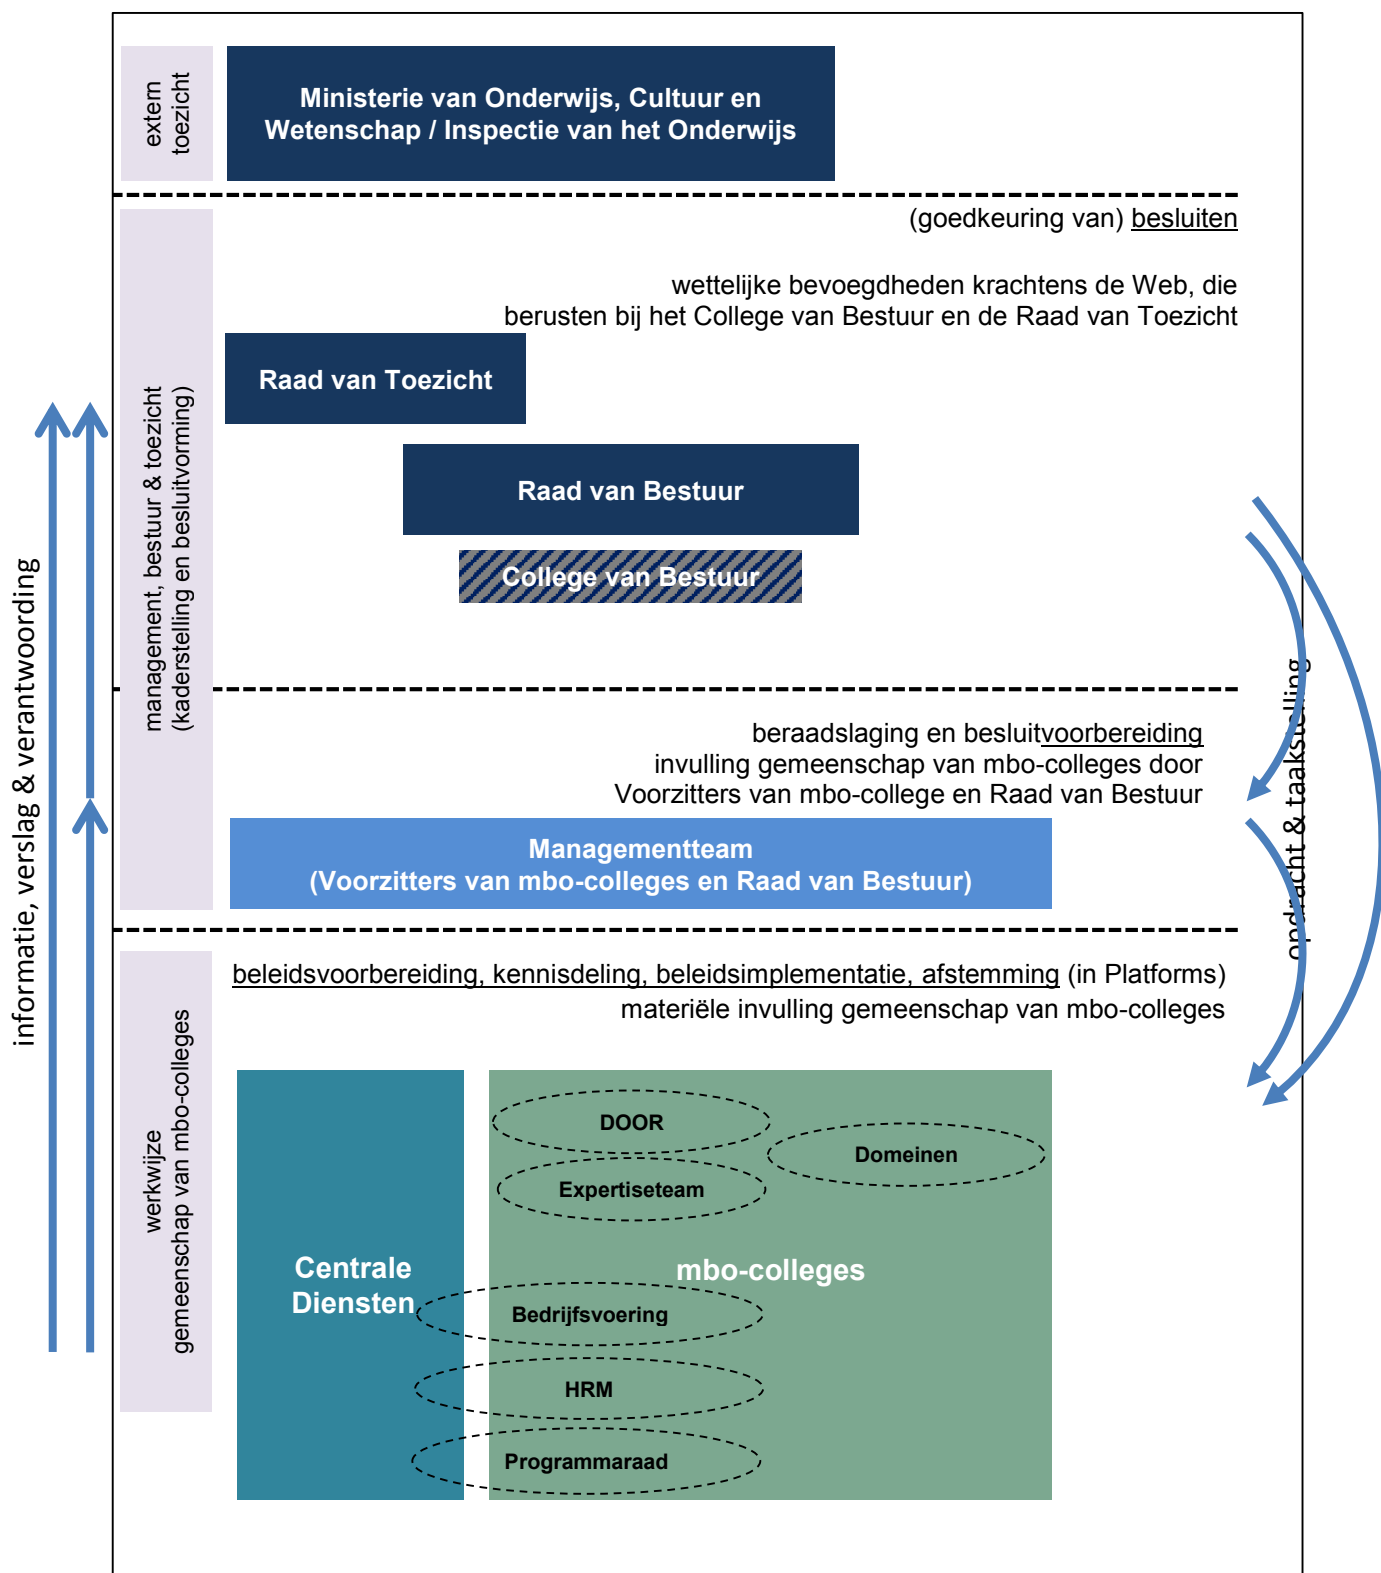 extern
toezicht
Ministerie van Onderwijs, Cultuur en
Wetenschap / Inspectie van het Onderwijs
(goedkeuring van) besluiten
wettelijke bevoegdheden krachtens de Web, die
berusten bij het College van Bestuur en de Raad van Toezicht
management, bestuur & toezicht
(kaderstelling en besluitvorming)
Raad van Toezicht
Raad van Bestuur
College van Bestuur
informatie, verslag & verantwoording
opdracht & taakstelling
beraadslaging en besluitvoorbereiding
invulling gemeenschap van mbo-colleges door
Voorzitters van mbo-college en Raad van Bestuur
Managementteam
(Voorzitters van mbo-colleges en Raad van Bestuur)
beleidsvoorbereiding, kennisdeling, beleidsimplementatie, afstemming (in Platforms)
materiële invulling gemeenschap van mbo-colleges
werkwijze
gemeenschap van mbo-colleges
DOOR
Domeinen
Expertiseteam
Centrale
Diensten
mbo-colleges
Bedrijfsvoering
HRM
Programmaraad